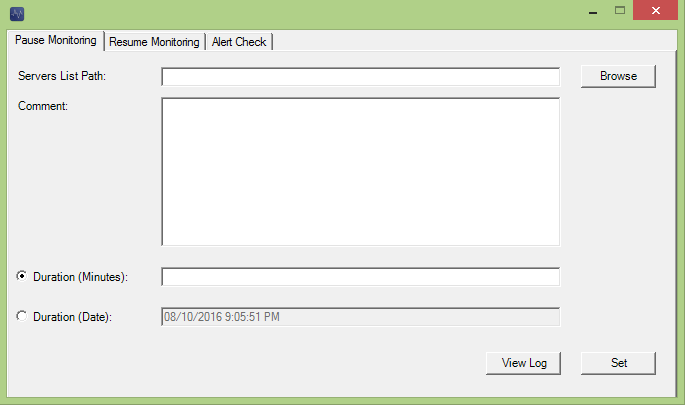 Pause Monitoring
Resume Monitoring
Alert Check
Servers List Path:
Browse
Comment:
Duration (Minutes):
Duration (Date):
08/10/2016 9:05:51 PM
View Log
Set